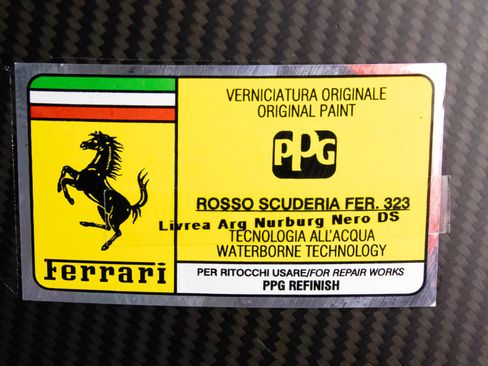 VERNICIATURA ORIGINALE
ORIGINAL PAINT
PPG
ROSSO SCUDERIA FER. 323
Livrea Arg Nurburg Nero DS
TECNOLOGIA ALL'ACQUA
WATERBORNE TECHNOLOGY
Ferrari
PER RITOCCHI USARE/FOR REPAIR WORKS
PPG REFINISH